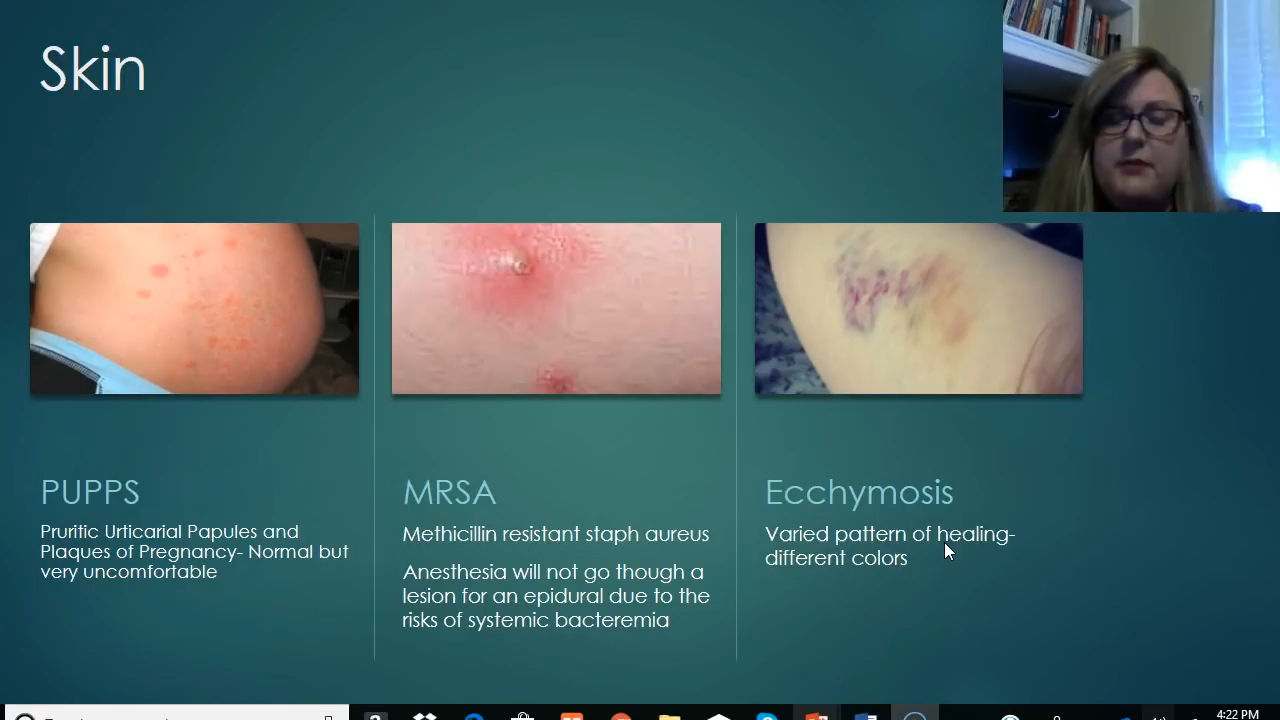 Skin
PUPPS
Pruritic Urticarial Papules and
Plaques of Pregnancy- Normal but
very uncomfortable
MRSA
Methicillin resistant staph aureus
Anesthesia will not go though a
lesion for an epidural due to the
risks of systemic bacteremia
Ecchymosis
Varied pattern of healing-
different colors
4:22 PM